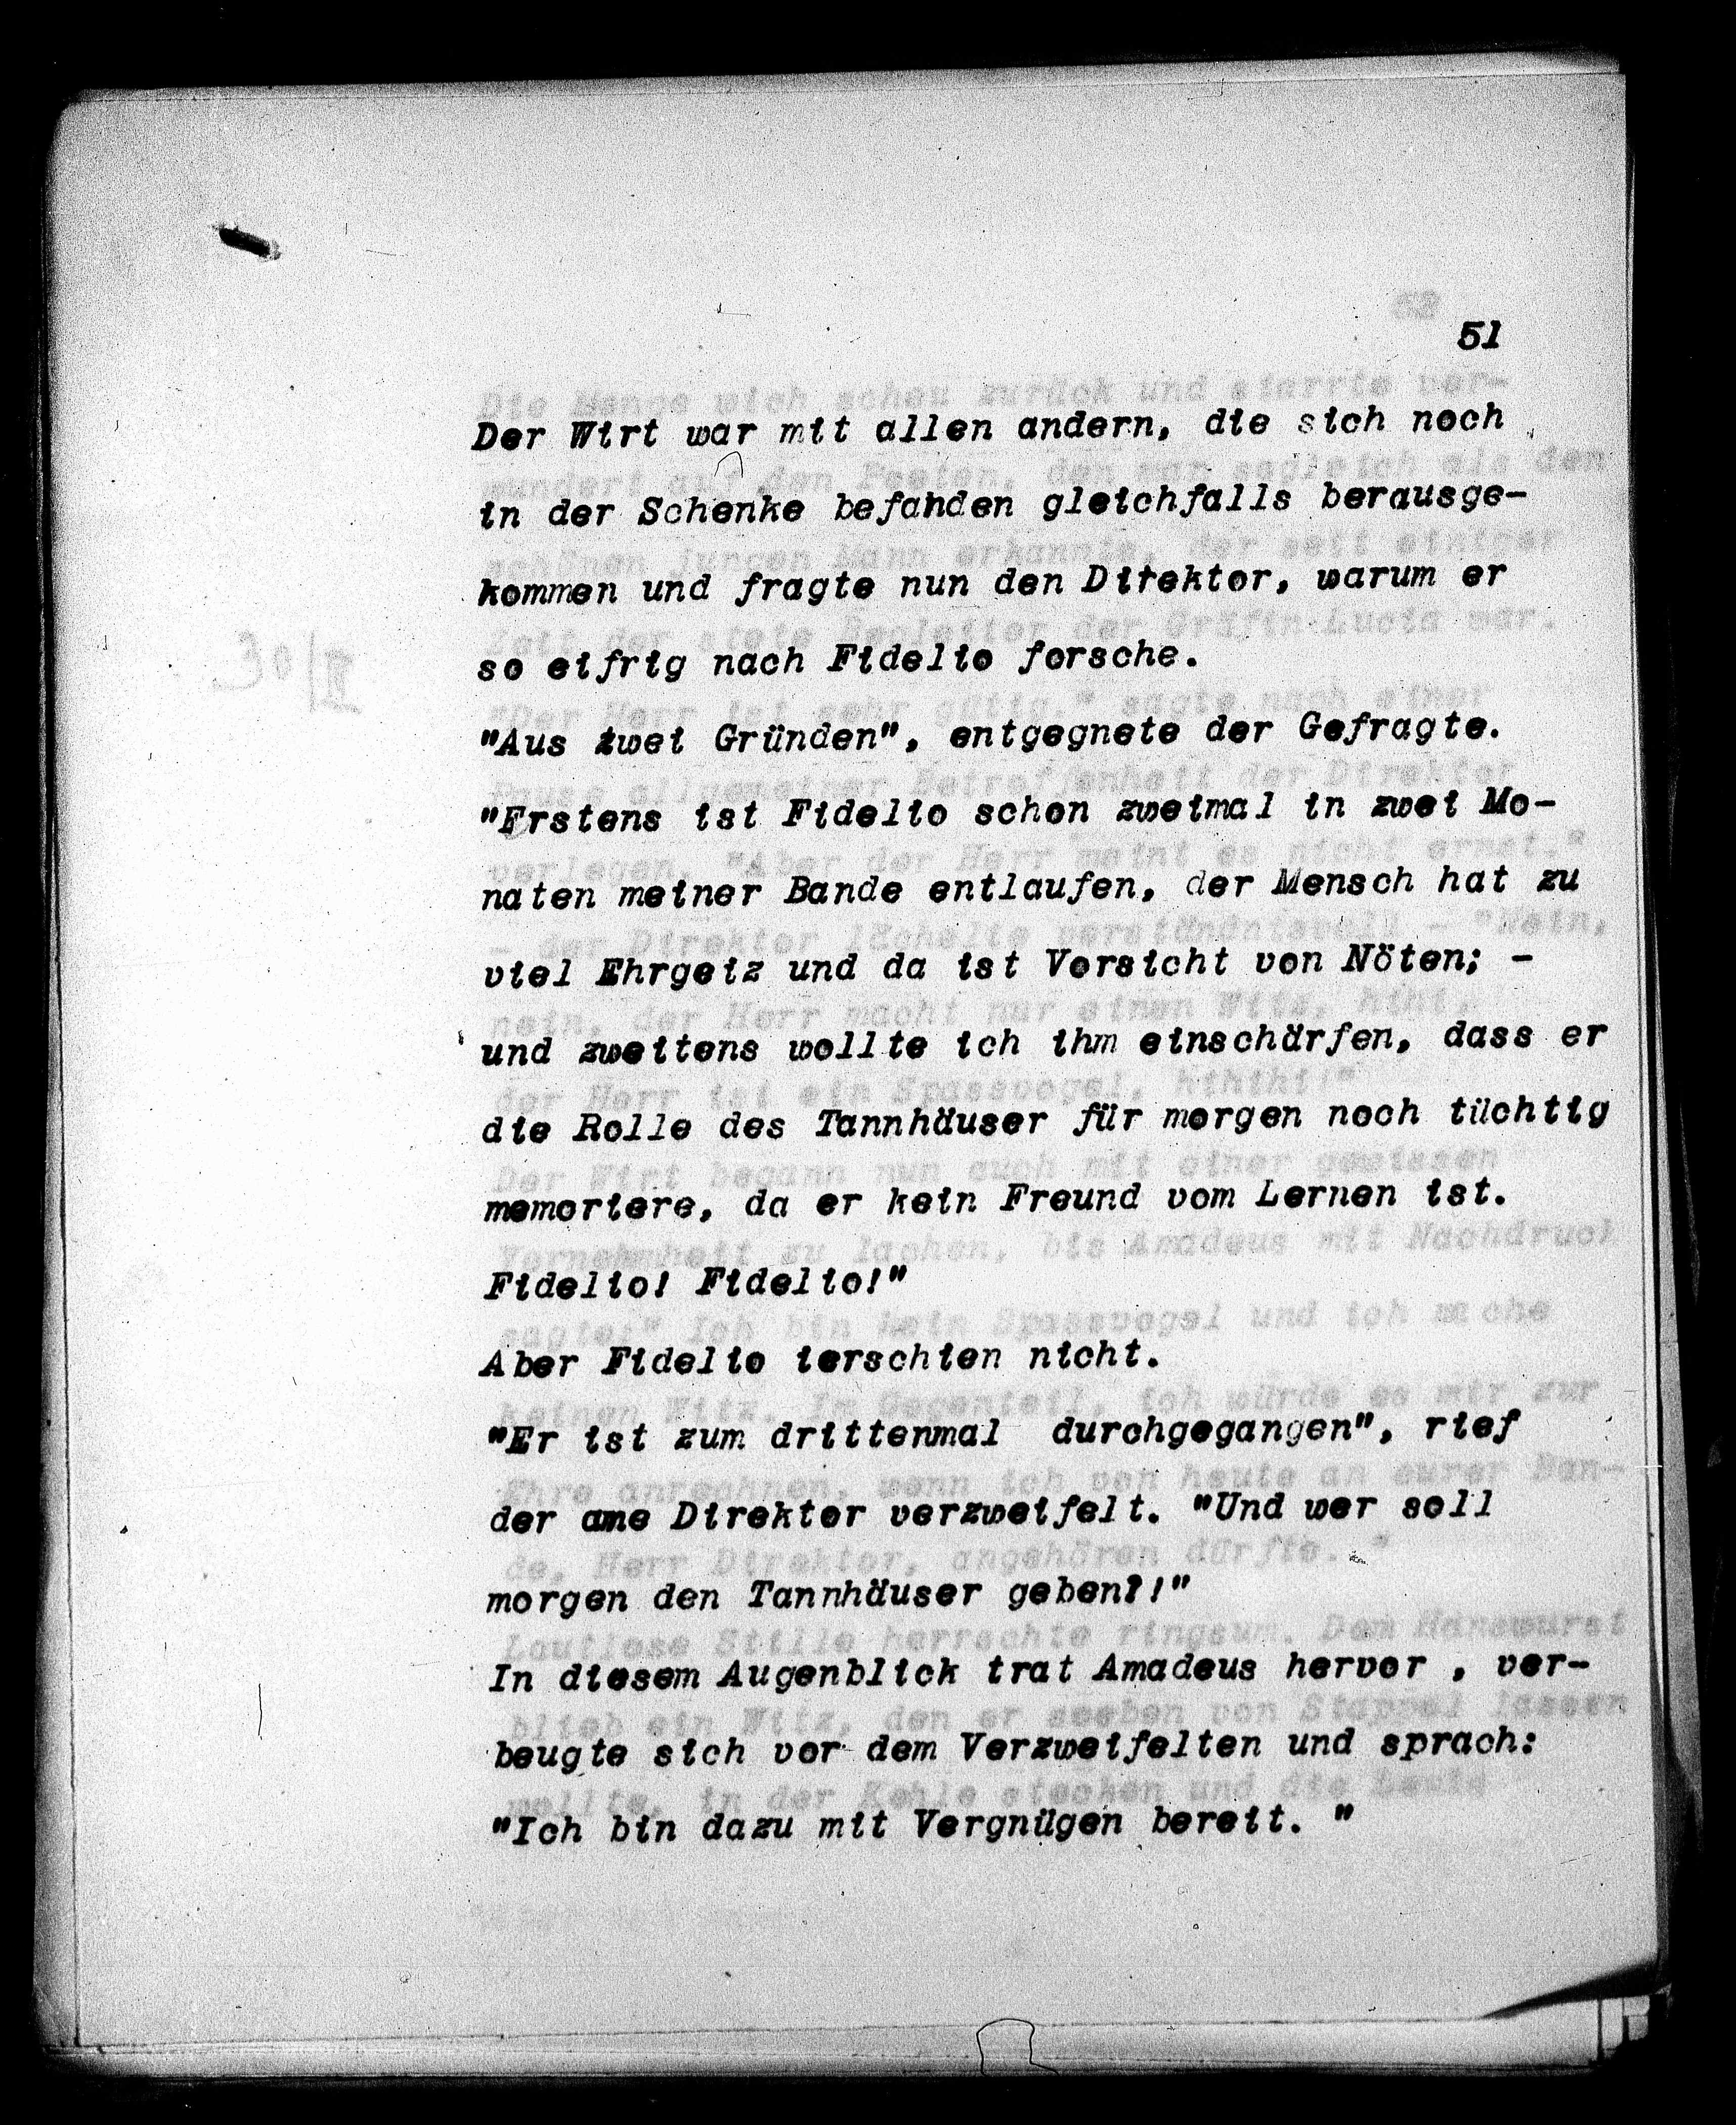 51
Der Wirt war mit allen andern, die sich noch
in der Schenke befanden gleichfalls berausge-
kommen und fragte nun den Direktor, warum er
so eifrig nach Fidelio forsche.
"Aus zwei Gründen", entgegnete der Gefragte.
"Erstens ist Fidelio schon zweimal in zwei Mo-
naten meiner Bande entlaufen, der Mensch hat zu
viel Ehrgeiz und da ist Vorsicht von Nöten; -
und zweitens wollte ich ihm einschärfen, dass er
die Rolle des Tannhäuser für morgen noch tüchtig
memoriere, da er kein Freund vom Lernen ist.
Fidelio! Fidelio!"
Aber Fidelio ierschien nicht.
"Er ist zum drittenmal durchgegangen", rief
der ame Direktor verzweifelt. "Und wer soll
morgen den Tannhäuser geben?!"
In diesem Augenblick trat Amadeus hervor , ver-
beugte sich vor dem Verzweifelten und sprach:
"Ich bin dazu mit Vergnügen bereit. "
30/II